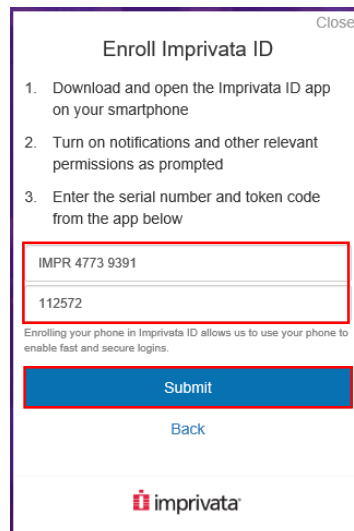 Close
Enroll Imprivata ID
1. Download and open the Imprivata ID app
on your smartphone
2. Turn on notifications and other relevant
permissions as prompted
3. Enter the serial number and token code
from the app below
IMPR 4773 9391
112572
Enrolling your phone in Imprivata ID allows us to use your phone to
enable fast and secure logins.
Submit
Back
imprivata